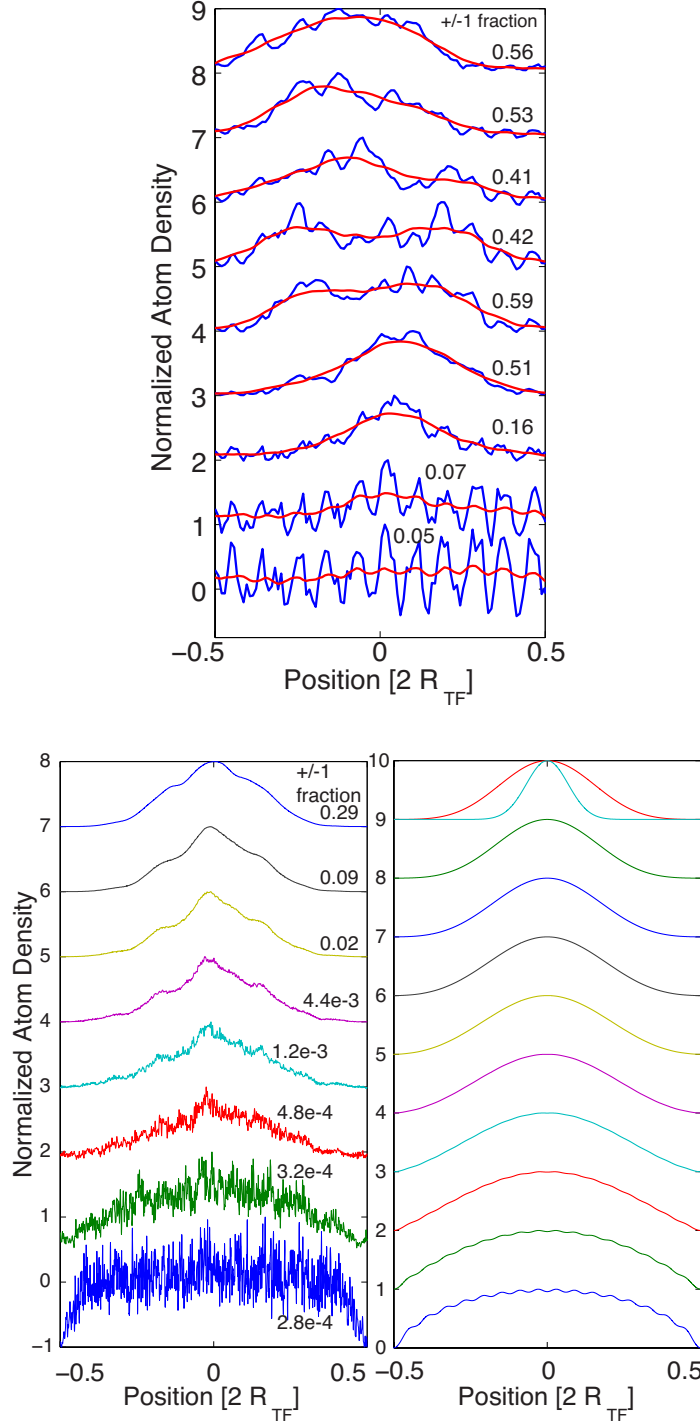 9
+/-1 fraction
0.56
8
0.53
7
0.41
6
0.42
5
0.59
4
0.51
3
0.16
2
0.07
1
0.05
0
Normalized Atom Density
−0.5 0 0.5
Position [2 R_TF]
8
+/-1
fraction
0.29
7
0.09
6
0.02
5
4.4e-3
4
1.2e-3
3
4.8e-4
2
3.2e-4
1
0
2.8e-4
−1
Normalized Atom Density
−0.5 0 0.5
Position [2 R_TF]
10
9
8
7
6
5
4
3
2
1
0
−0.5 0 0.5
Position [2 R_TF]